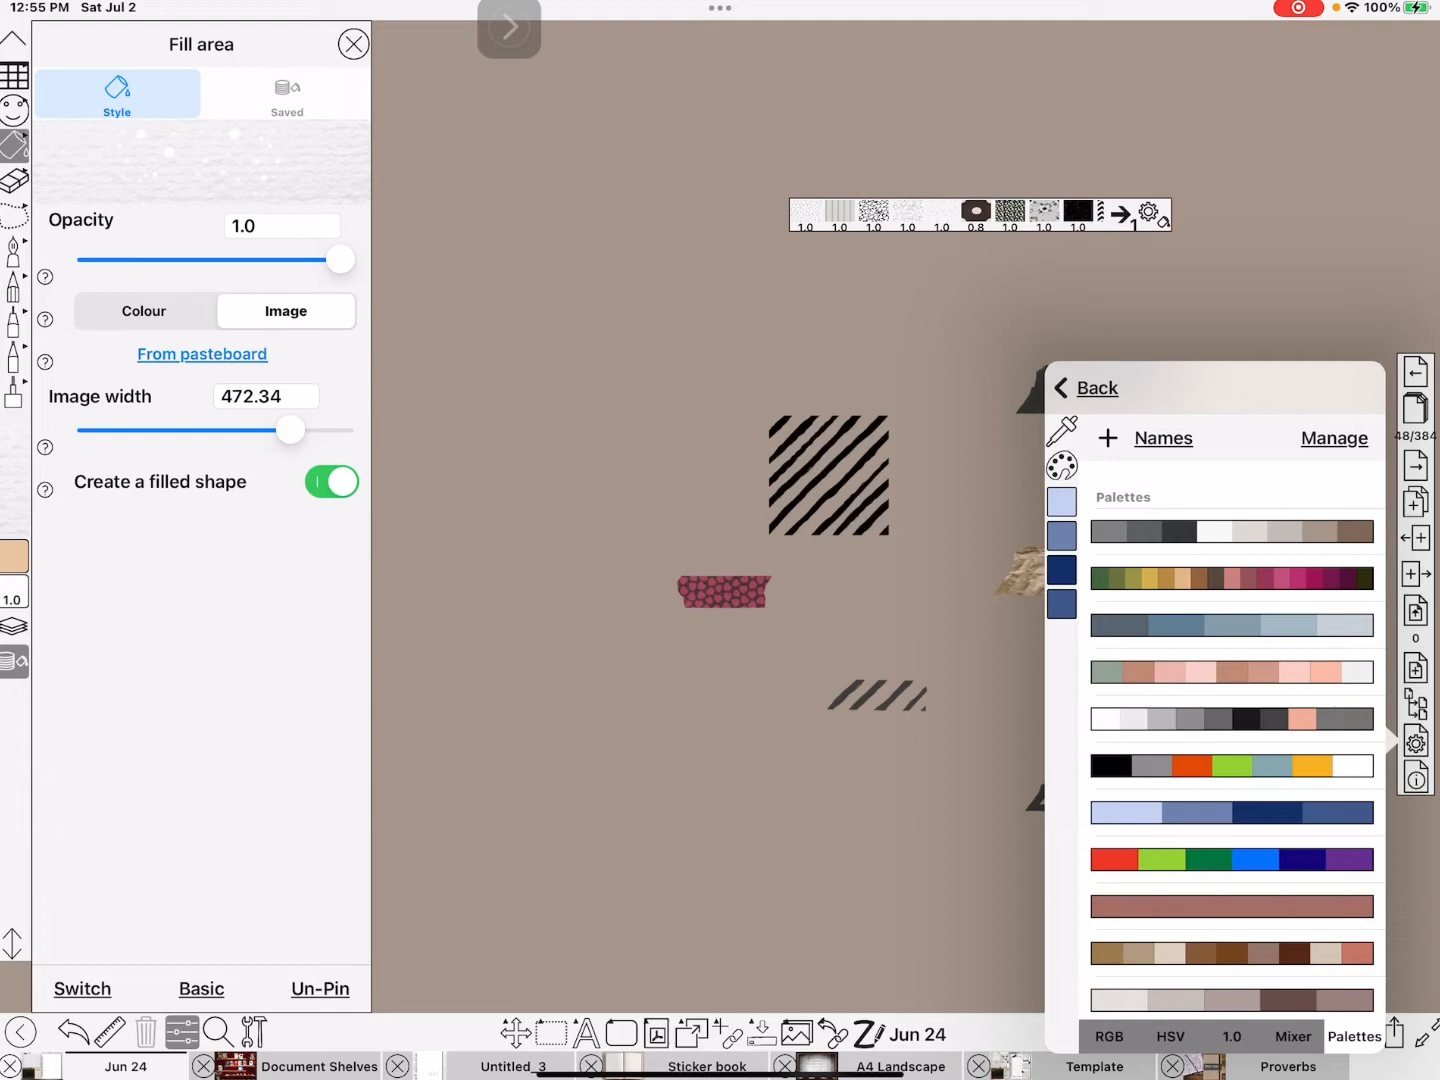 12:55 PM Sat Jul 2
100%
Fill area
Style
Saved
Opacity
1.0
Colour
Image
From pasteboard
Image width
472.34
Create a filled shape
1.0
Switch
Basic
Un-Pin
1.0 1.0 1.0 1.0 1.0 0.8 1.0 1.0 1.0
1
Back
Names
Manage
Palettes
48/384
0
RGB
HSV
1.0
Mixer
Palettes
Jun 24
Jun 24
Document Shelves
Untitled_3
Sticker book
A4 Landscape
Template
Proverbs